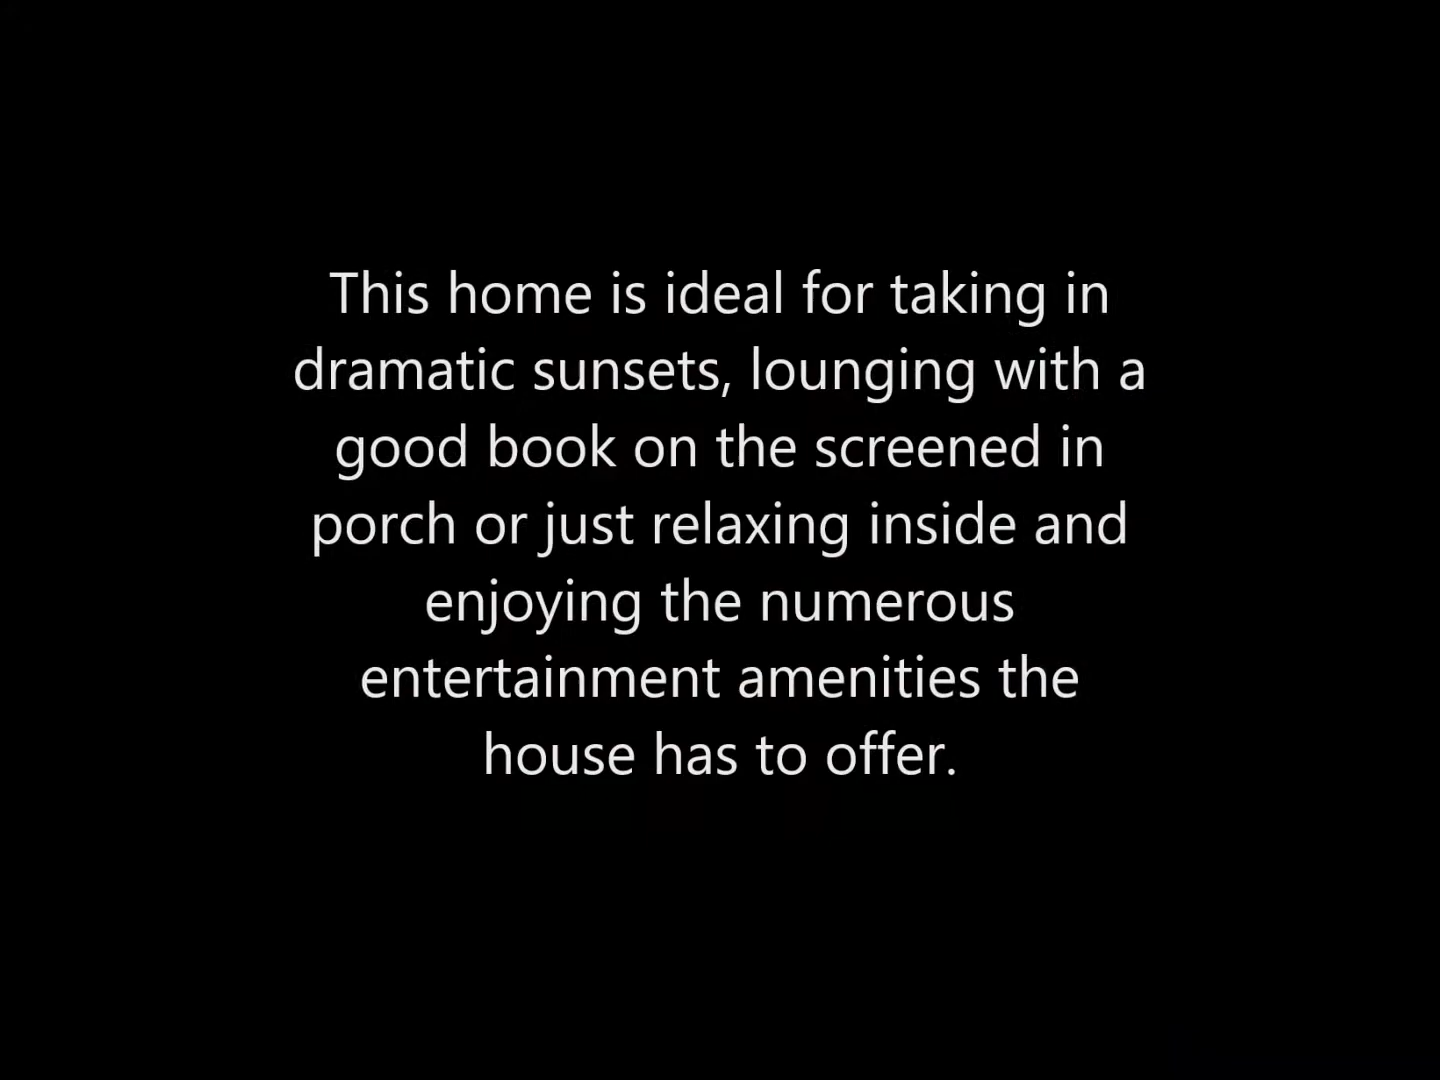 This home is ideal for taking in
dramatic sunsets, lounging with a
good book on the screened in
porch or just relaxing inside and
enjoying the numerous
entertainment amenities the
house has to offer.